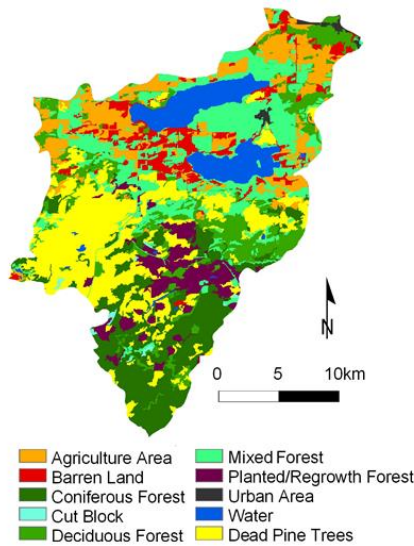 N
0 5 10km
Agriculture Area
Barren Land
Coniferous Forest
Cut Block
Deciduous Forest
Mixed Forest
Planted/Regrowth Forest
Urban Area
Water
Dead Pine Trees